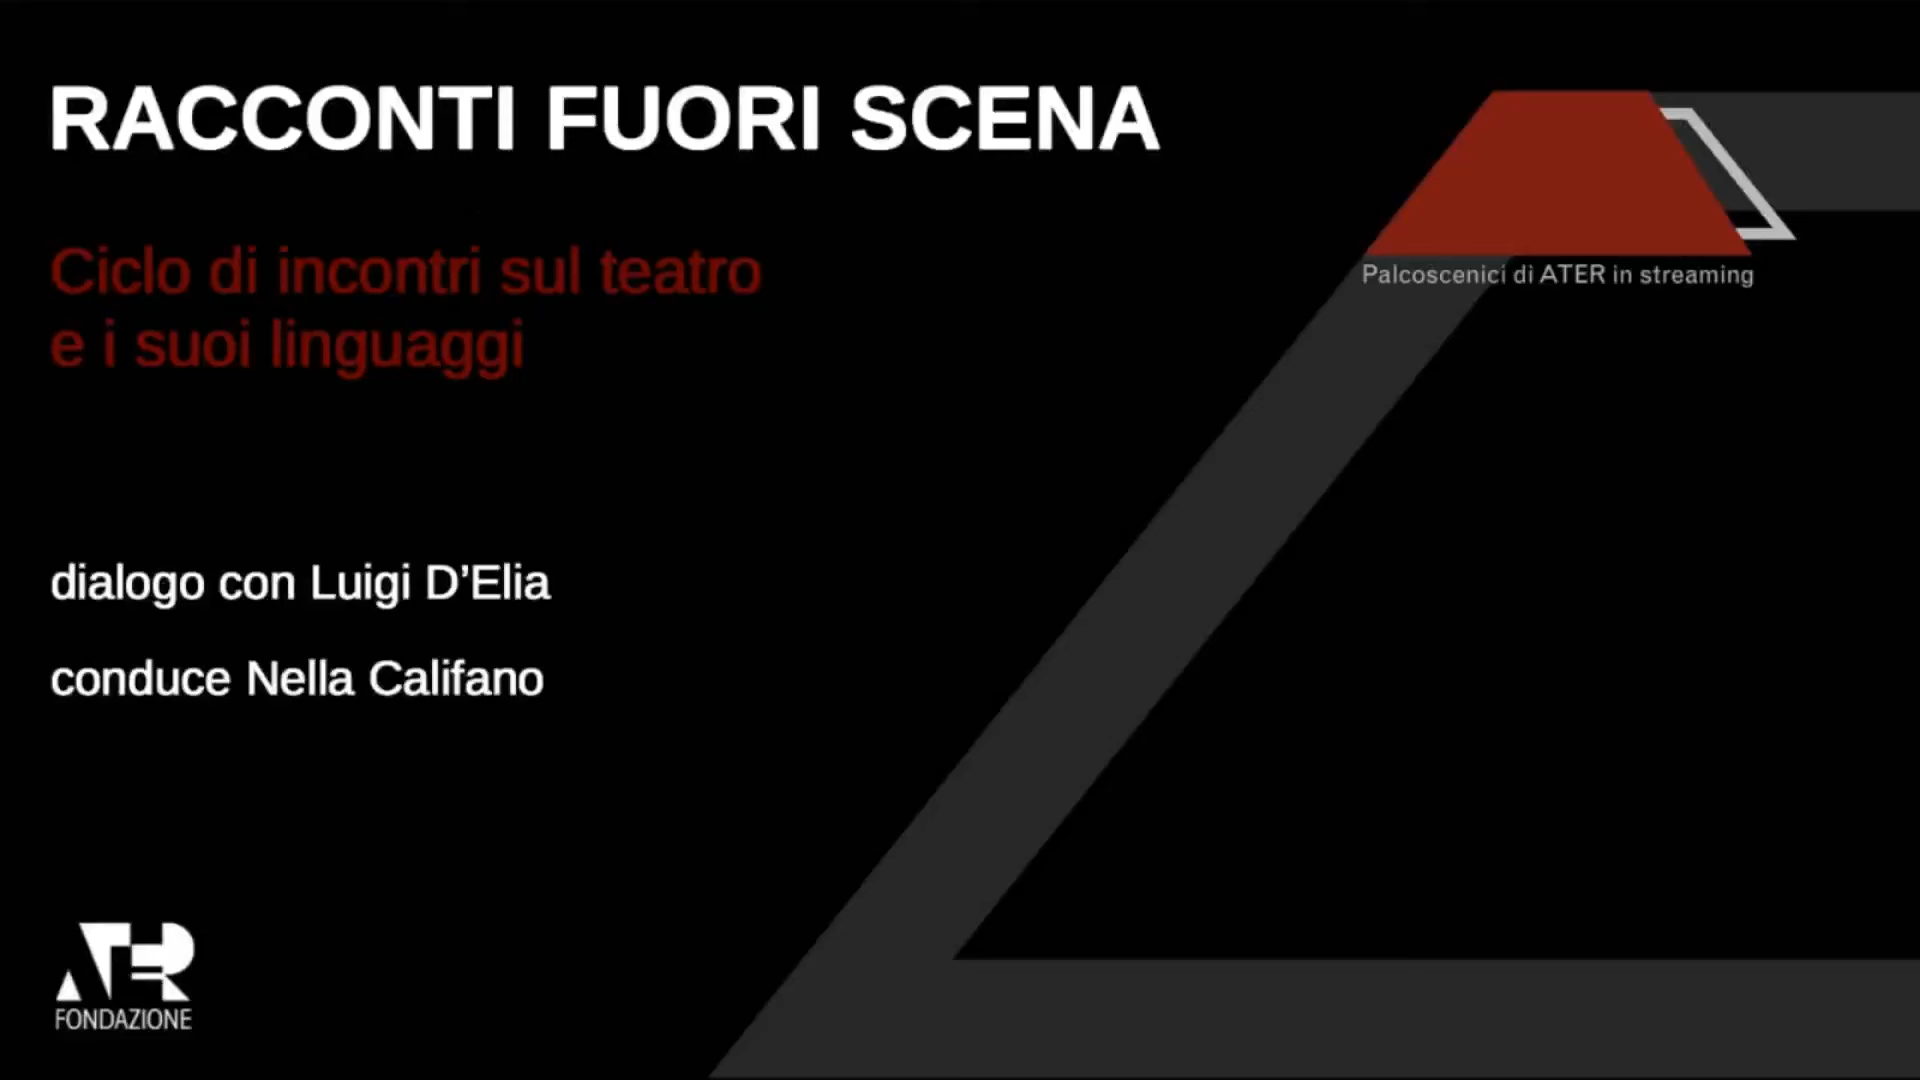 RACCONTI FUORI SCENA
Palcoscenici di ATER in streaming
Ciclo di incontri sul teatro
e i suoi linguaggi
dialogo con Luigi D’Elia
conduce Nella Califano
ATER
FONDAZIONE